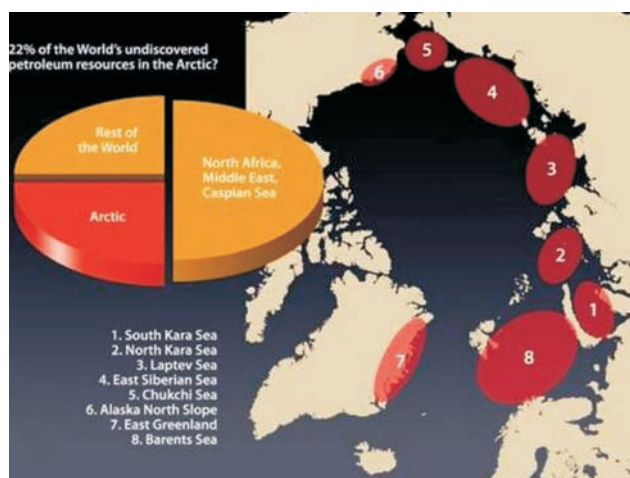 22% of the World's undiscovered
petroleum resources in the Arctic?
Rest of
the World
North Africa,
Middle East,
Caspian Sea
Arctic
1. South Kara Sea
2. North Kara Sea
3. Laptev Sea
4. East Siberian Sea
5. Chukchi Sea
6. Alaska North Slope
7. East Greenland
8. Barents Sea
5
6
4
3
2
1
7
8